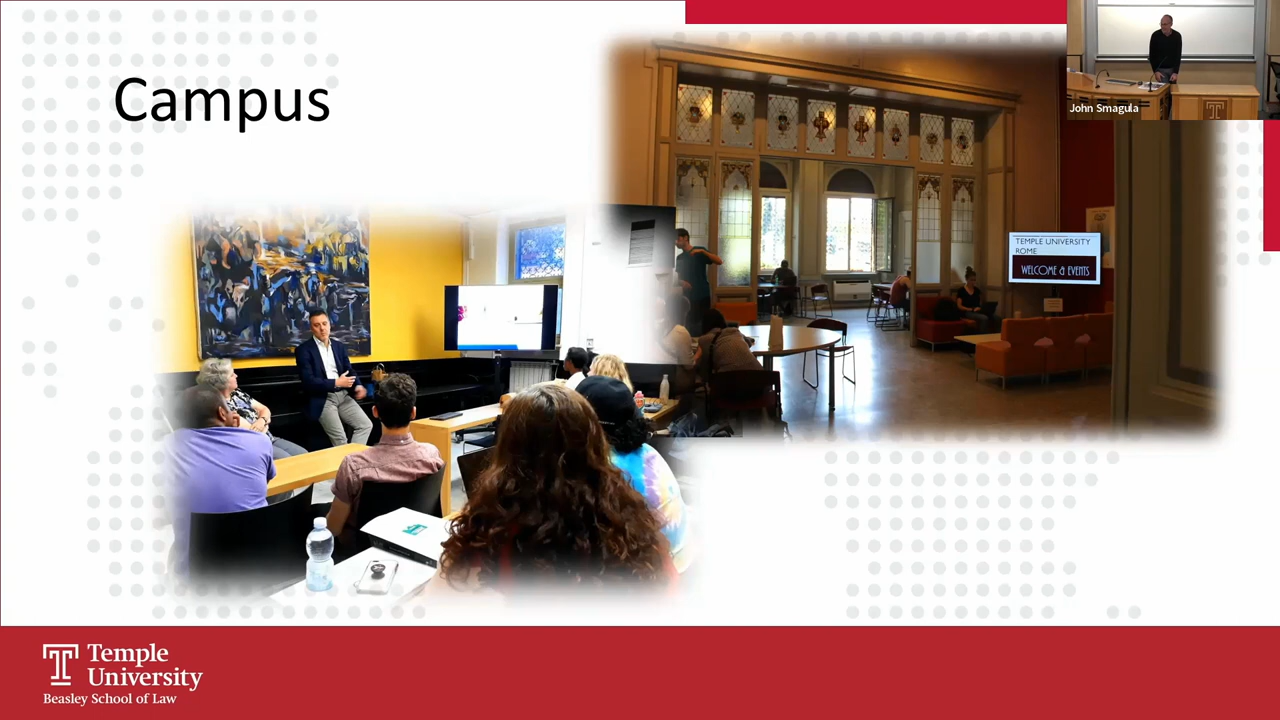 Campus
John Smagula
TEMPLE UNIVERSITY
ROME
WELCOME & EVENTS
Temple
University
Beasley School of Law